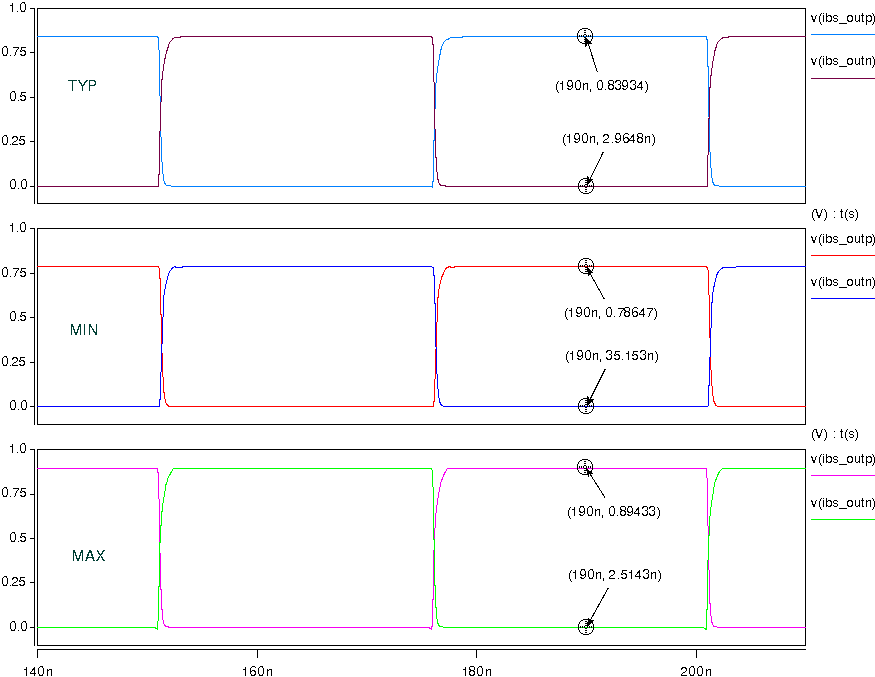 1.0
v(ibs_outp)
0.75
v(ibs_outn)
TYP
(190n, 0.83934)
0.5
0.25
(190n, 2.9648n)
0.0
(V) : t(s)
1.0
v(ibs_outp)
0.75
v(ibs_outn)
(190n, 0.78647)
0.5
MIN
0.25
(190n, 35.153n)
0.0
(V) : t(s)
1.0
v(ibs_outp)
0.75
v(ibs_outn)
(190n, 0.89433)
0.5
MAX
0.25
(190n, 2.5143n)
0.0
140n 160n 180n 200n